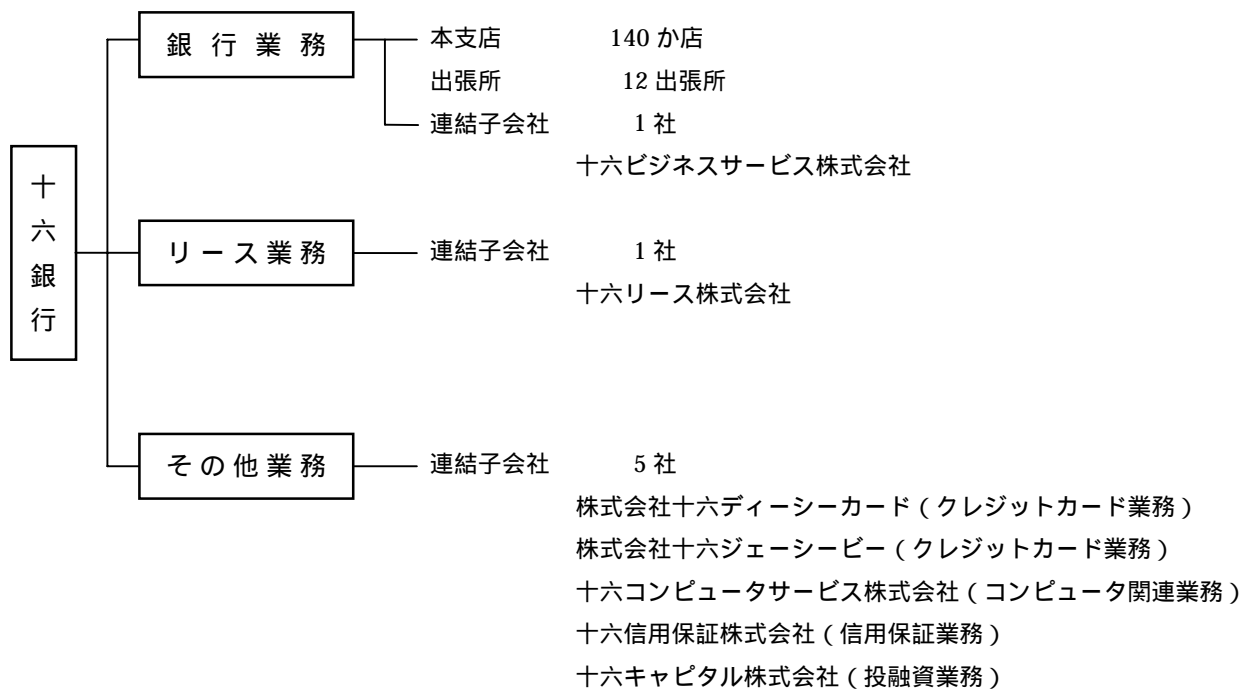 十六銀行
銀行業務
本支店 140か店
出張所 12出張所
連結子会社 1社
十六ビジネスサービス株式会社
リース業務
連結子会社 1社
十六リース株式会社
その他業務
連結子会社 5社
株式会社十六ディーシーカード(クレジットカード業務)
株式会社十六ジェーシービー(クレジットカード業務)
十六コンピュータサービス株式会社(コンピュータ関連業務)
十六信用保証株式会社(信用保証業務)
十六キャピタル株式会社(投融資業務)